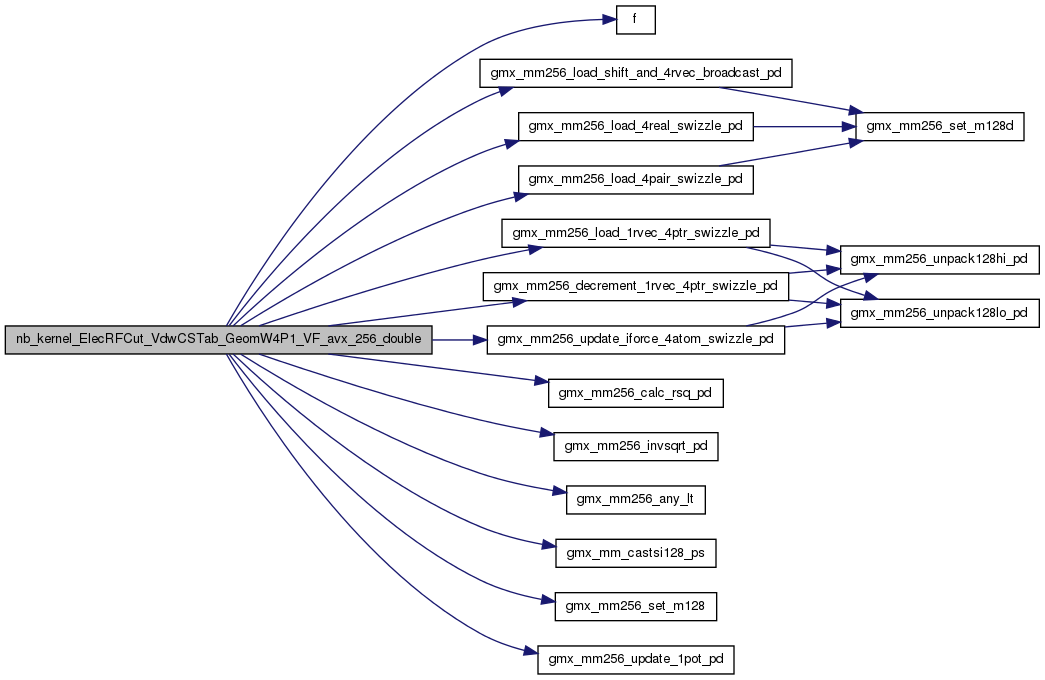 f
gmx_mm256_load_shift_and_4rvec_broadcast_pd
gmx_mm256_load_4real_swizzle_pd
gmx_mm256_set_m128d
gmx_mm256_load_4pair_swizzle_pd
gmx_mm256_load_1rvec_4ptr_swizzle_pd
gmx_mm256_unpack128hi_pd
gmx_mm256_decrement_1rvec_4ptr_swizzle_pd
gmx_mm256_unpack128lo_pd
nb_kernel_ElecRFCut_VdwCSTab_GeomW4P1_VF_avx_256_double
gmx_mm256_update_iforce_4atom_swizzle_pd
gmx_mm256_calc_rsq_pd
gmx_mm256_invsqrt_pd
gmx_mm256_any_lt
gmx_mm_castsi128_ps
gmx_mm256_set_m128
gmx_mm256_update_1pot_pd